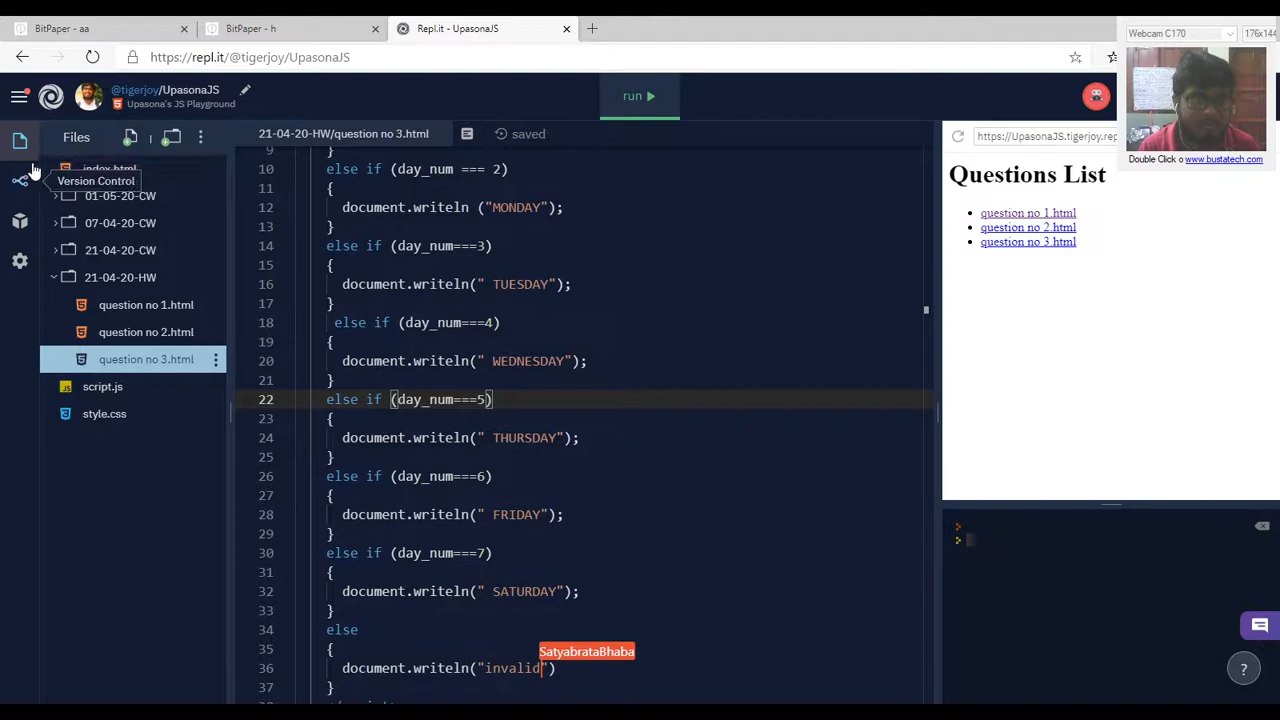 BitPaper - aa
BitPaper - h
Repl.it - UpasonaJS
https://repl.it/@tigerjoy/UpasonaJS
Webcam C170
176x144
Double Click o www.bustatech.com
@tigerjoy/UpasonaJS
Upasona's JS Playground
run
Files
21-04-20-HW/question no 3.html
saved
https://UpasonaJS.tigerjoy.rep
index.html
Version Control
01-05-20-CW
07-04-20-CW
21-04-20-CW
21-04-20-HW
question no 1.html
question no 2.html
question no 3.html
script.js
style.css
9 }
10 else if (day_num === 2)
11 {
12 document.writeln ("MONDAY");
13 }
14 else if (day_num===3)
15 {
16 document.writeln(" TUESDAY");
17 }
18 else if (day_num===4)
19 {
20 document.writeln(" WEDNESDAY");
21 }
22 else if (day_num===5)
23 {
24 document.writeln(" THURSDAY");
25 }
26 else if (day_num===6)
27 {
28 document.writeln(" FRIDAY");
29 }
30 else if (day_num===7)
31 {
32 document.writeln(" SATURDAY");
33 }
34 else
35 {
SatyabrataBhaba
36 document.writeln("invalid")
37 }
Questions List
question no 1.html
question no 2.html
question no 3.html
?